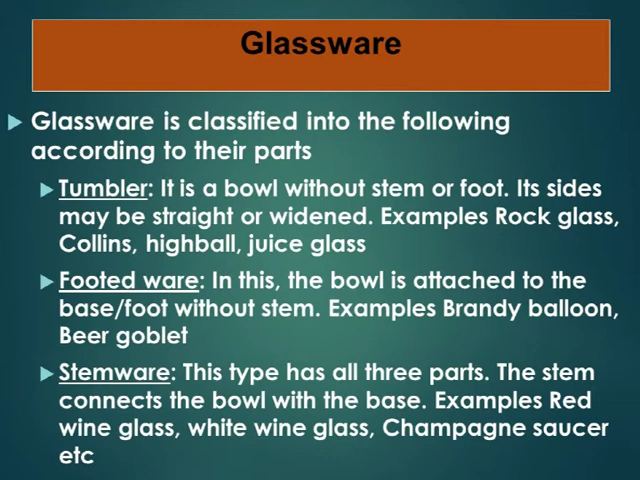 Glassware
Glassware is classified into the following
according to their parts
Tumbler: It is a bowl without stem or foot. Its sides
may be straight or widened. Examples Rock glass,
Collins, highball, juice glass
Footed ware: In this, the bowl is attached to the
base/foot without stem. Examples Brandy balloon,
Beer goblet
Stemware: This type has all three parts. The stem
connects the bowl with the base. Examples Red
wine glass, white wine glass, Champagne saucer
etc